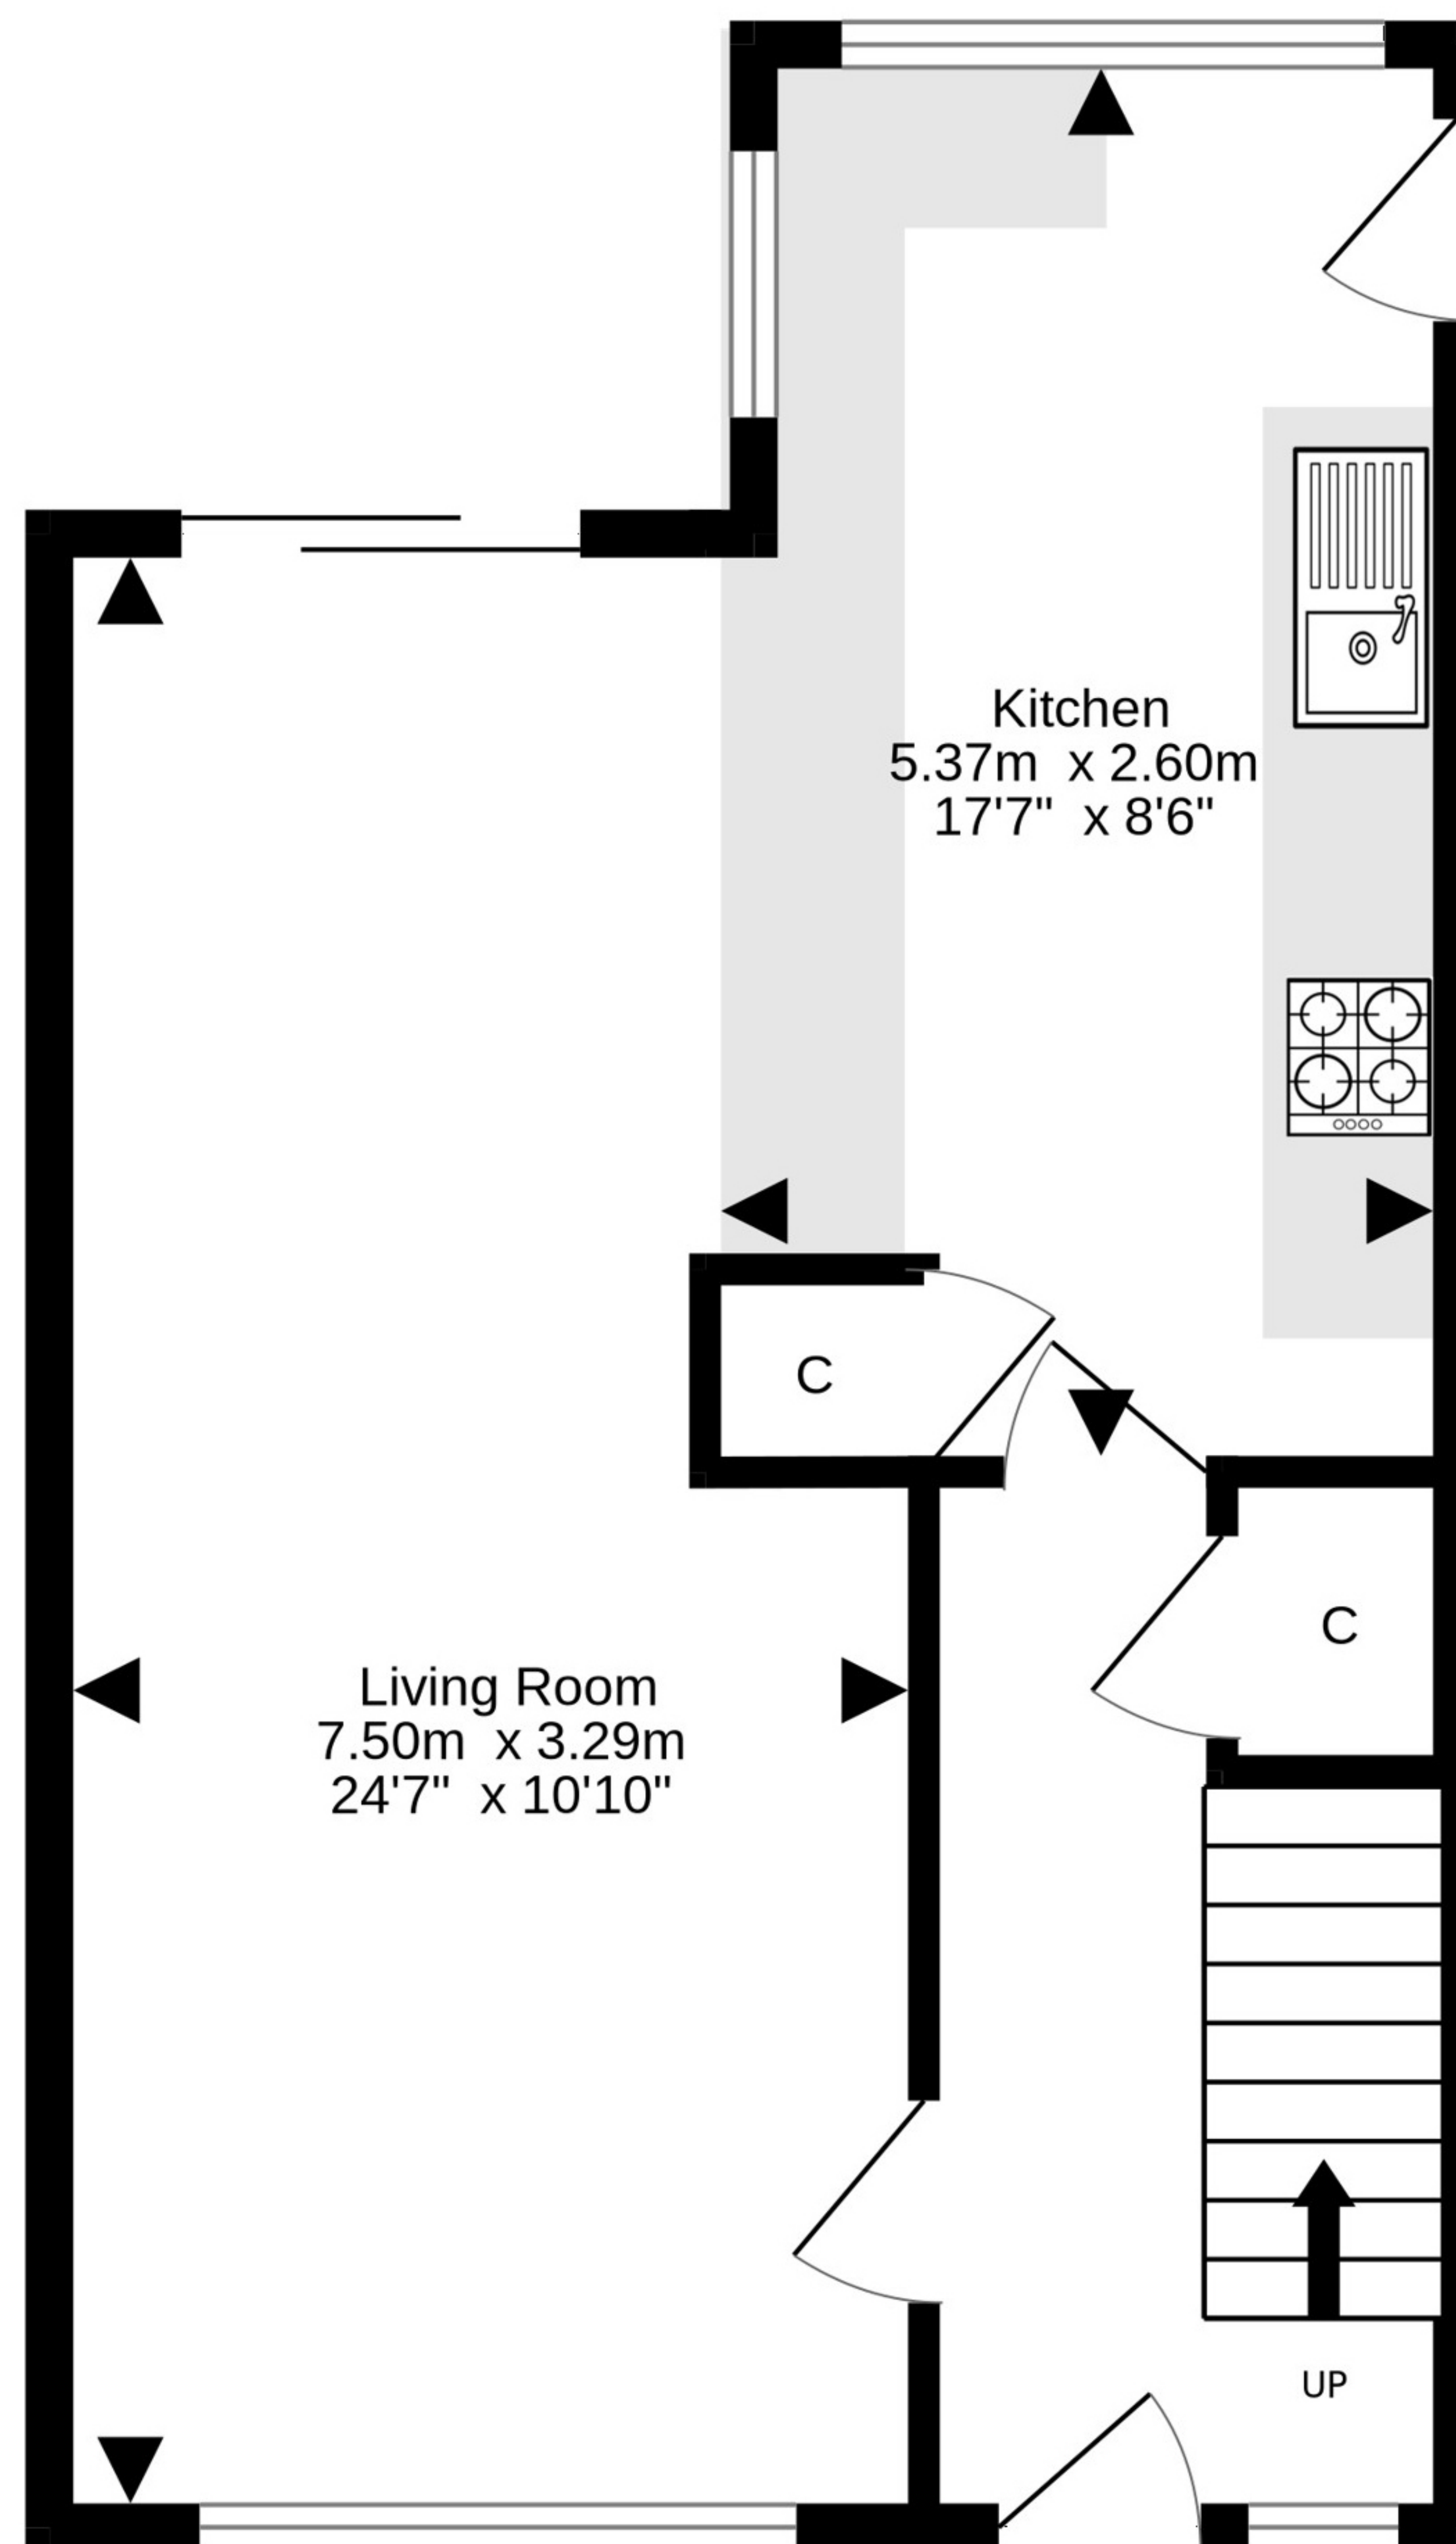 Kitchen
5.37m x 2.60m
17'7" x 8'6"
C
C
Living Room
7.50m x 3.29m
24'7" x 10'10"
UP